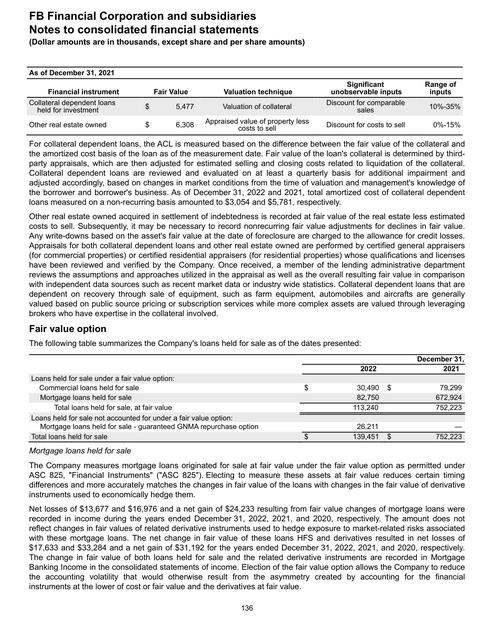 FB Financial Corporation and subsidiaries
Notes to consolidated financial statements
(Dollar amounts are in thousands, except share and per share amounts)
As of December 31, 2021
Financial instrument Fair Value Valuation technique Significant unobservable inputs Range of inputs
Collateral dependent loans held for investment $ 5,477 Valuation of collateral Discount for comparable sales 10%-35%
Other real estate owned $ 6,308 Appraised value of property less costs to sell Discount for costs to sell 0%-15%
For collateral dependent loans, the ACL is measured based on the difference between the fair value of the collateral and
the amortized cost basis of the loan as of the measurement date. Fair value of the loan's collateral is determined by third-
party appraisals, which are then adjusted for estimated selling and closing costs related to liquidation of the collateral.
Collateral dependent loans are reviewed and evaluated on at least a quarterly basis for additional impairment and
adjusted accordingly, based on changes in market conditions from the time of valuation and management's knowledge of
the borrower and borrower's business. As of December 31, 2022 and 2021, total amortized cost of collateral dependent
loans measured on a non-recurring basis amounted to $3,054 and $5,781, respectively.
Other real estate owned acquired in settlement of indebtedness is recorded at fair value of the real estate less estimated
costs to sell. Subsequently, it may be necessary to record nonrecurring fair value adjustments for declines in fair value.
Any write-downs based on the asset's fair value at the date of foreclosure are charged to the allowance for credit losses.
Appraisals for both collateral dependent loans and other real estate owned are performed by certified general appraisers
(for commercial properties) or certified residential appraisers (for residential properties) whose qualifications and licenses
have been reviewed and verified by the Company. Once received, a member of the lending administrative department
reviews the assumptions and approaches utilized in the appraisal as well as the overall resulting fair value in comparison
with independent data sources such as recent market data or industry wide statistics. Collateral dependent loans that are
dependent on recovery through sale of equipment, such as farm equipment, automobiles and aircrafts are generally
valued based on public source pricing or subscription services while more complex assets are valued through leveraging
brokers who have expertise in the collateral involved.
Fair value option
The following table summarizes the Company's loans held for sale as of the dates presented:
December 31,
2022 2021
Loans held for sale under a fair value option:
Commercial loans held for sale $ 30,490 $ 79,299
Mortgage loans held for sale 82,750 672,924
Total loans held for sale, at fair value 113,240 752,223
Loans held for sale not accounted for under a fair value option:
Mortgage loans held for sale - guaranteed GNMA repurchase option 26,211 —
Total loans held for sale $ 139,451 $ 752,223
Mortgage loans held for sale
The Company measures mortgage loans originated for sale at fair value under the fair value option as permitted under
ASC 825, "Financial Instruments" ("ASC 825"). Electing to measure these assets at fair value reduces certain timing
differences and more accurately matches the changes in fair value of the loans with changes in the fair value of derivative
instruments used to economically hedge them.
Net losses of $13,677 and $16,976 and a net gain of $24,233 resulting from fair value changes of mortgage loans were
recorded in income during the years ended December 31, 2022, 2021, and 2020, respectively. The amount does not
reflect changes in fair values of related derivative instruments used to hedge exposure to market-related risks associated
with these mortgage loans. The net change in fair value of these loans HFS and derivatives resulted in net losses of
$17,633 and $33,284 and a net gain of $31,192 for the years ended December 31, 2022, 2021, and 2020, respectively.
The change in fair value of both loans held for sale and the related derivative instruments are recorded in Mortgage
Banking Income in the consolidated statements of income. Election of the fair value option allows the Company to reduce
the accounting volatility that would otherwise result from the asymmetry created by accounting for the financial
instruments at the lower of cost or fair value and the derivatives at fair value.
136